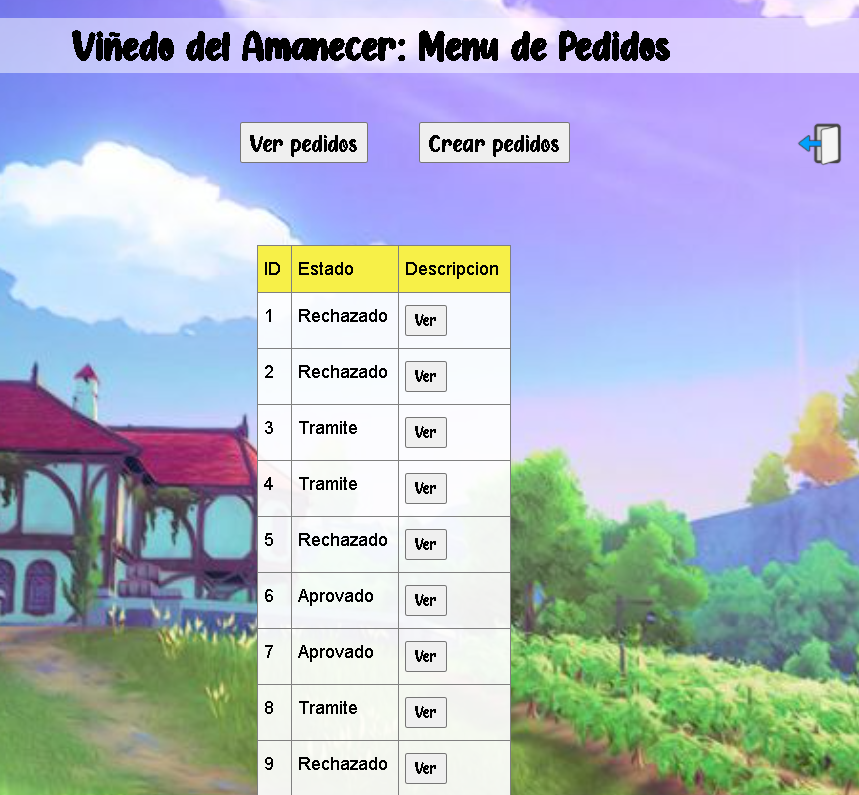 Viñedo del Amanecer: Menu de Pedidos
Ver pedidos Crear pedidos
ID Estado Descripcion
1 Rechazado Ver
2 Rechazado Ver
3 Tramite Ver
4 Tramite Ver
5 Rechazado Ver
6 Aprovado Ver
7 Aprovado Ver
8 Tramite Ver
9 Rechazado Ver